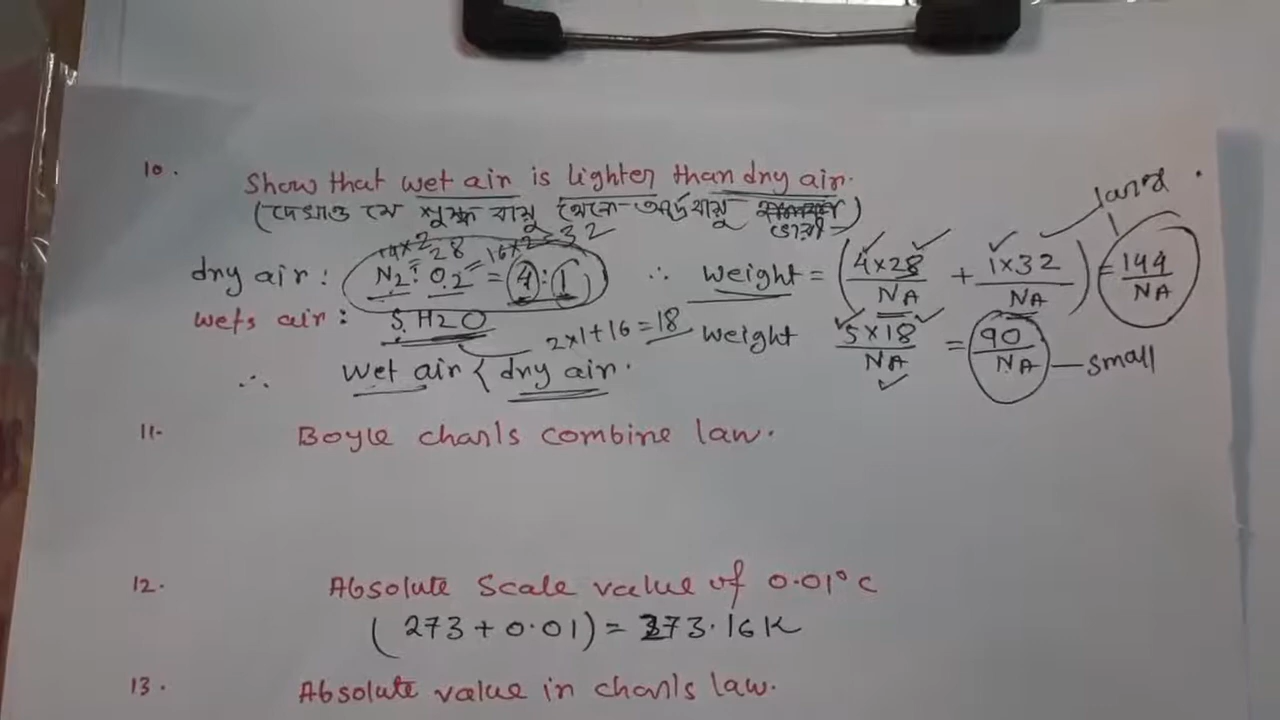 10. Show that wet air is lighter than dry air.
(দেখাও যে শুষ্ক বায়ু থেকে আর্দ্র বায়ু
14×2=28 16×2=32
dry air: N2: O2 = 4:1 ∴ weight = (4×28/NA + 1×32/NA) = 144/NA
wets air: 5 H2O 2×1+16=18 weight 5×18/NA = 90/NA — small
∴ wet air < dry air.
11. Boyle charls combine law.
12. Absolute Scale value of 0.01°c
(273 + 0.01) = 273.16K
13. Absolute value in charls law.